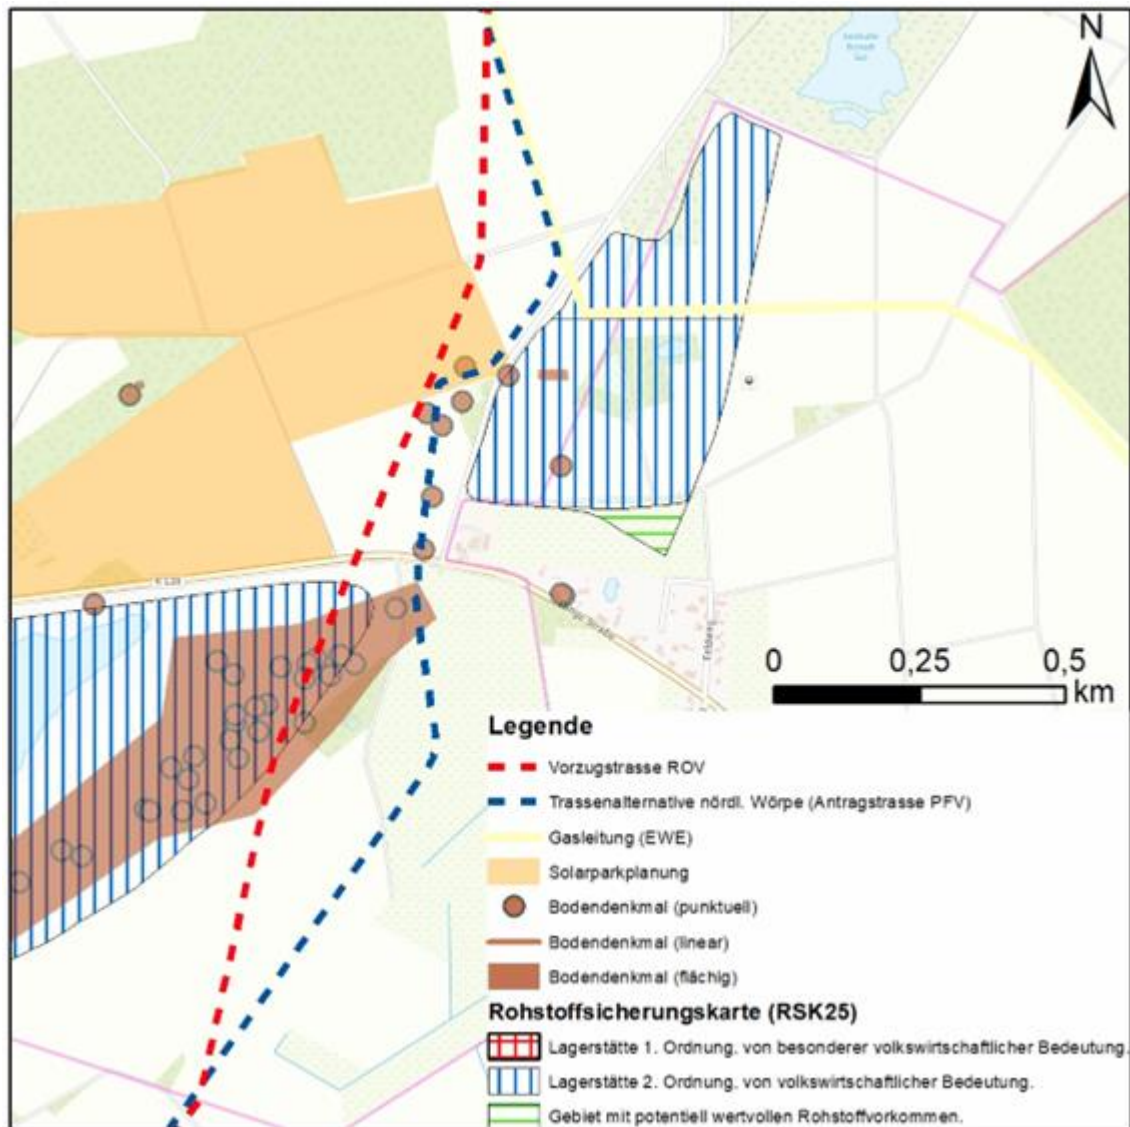 N
0 0,25 0,5
km
Feldweg
Legende
Vorzugstrasse ROV
Trassenalternative nördl. Wörpe (Antragstrasse PFV)
Gasleitung (EWE)
Solarparkplanung
Bodendenkmal (punktuell)
Bodendenkmal (linear)
Bodendenkmal (flächig)
Rohstoffsicherungskarte (RSK25)
Lagerstätte 1. Ordnung, von besonderer volkswirtschaftlicher Bedeutung.
Lagerstätte 2. Ordnung, von volkswirtschaftlicher Bedeutung.
Gebiet mit potentiell wertvollen Rohstoffvorkommen.